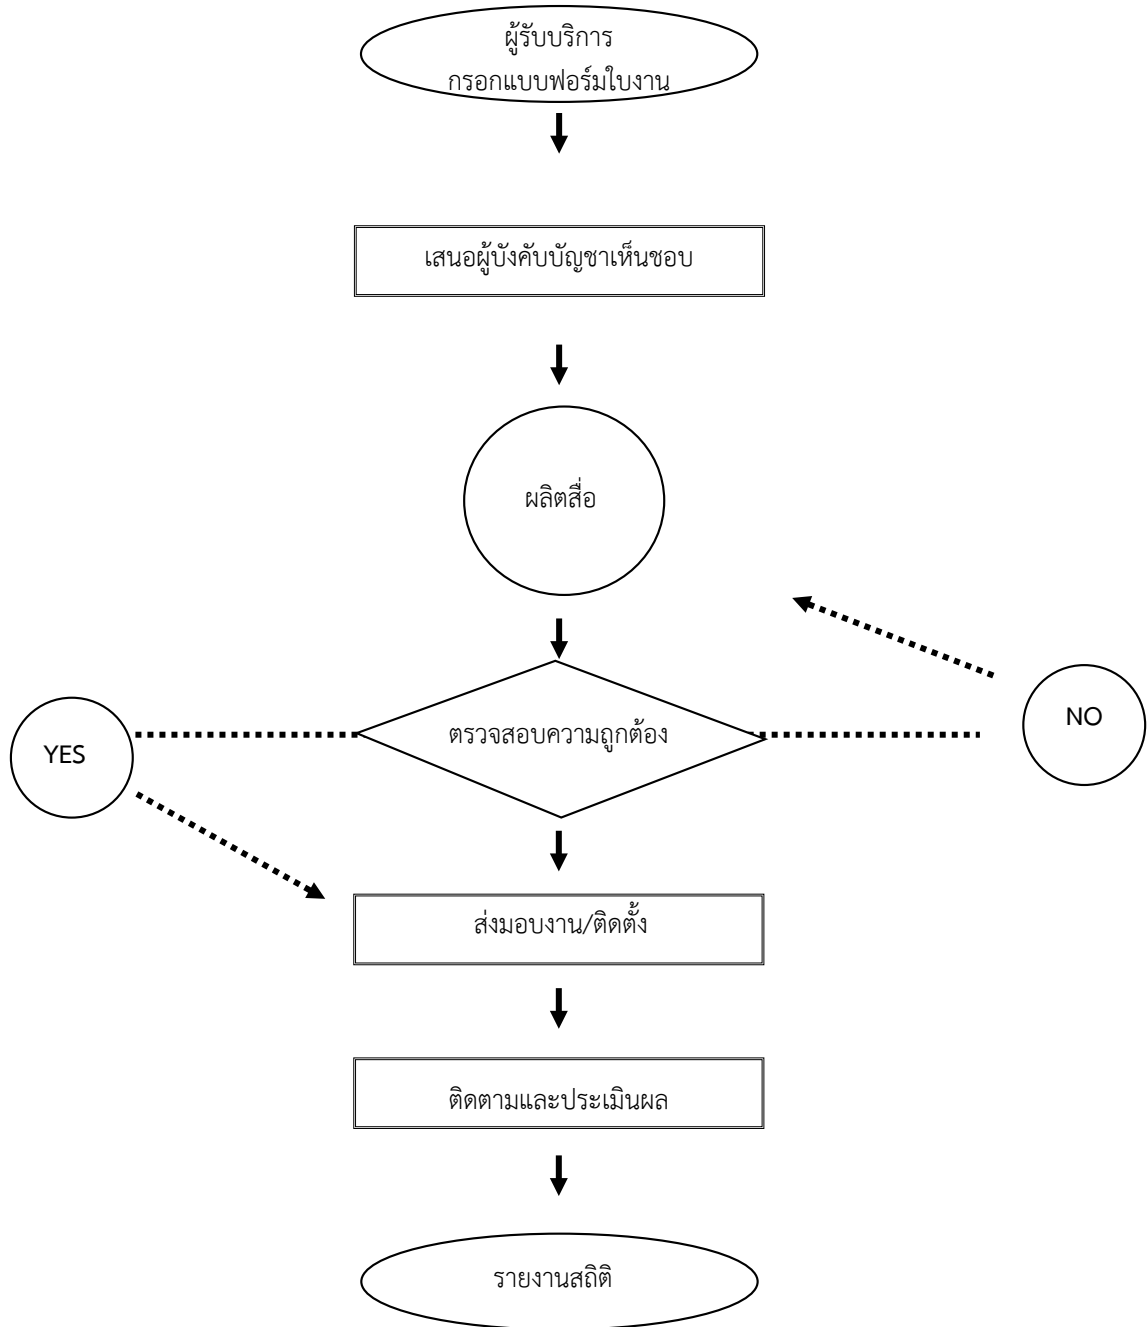 ผู้รับบริการ
กรอกแบบฟอร์มใบงาน
เสนอผู้บังคับบัญชาเห็นชอบ
ผลิตสื่อ
ตรวจสอบความถูกต้อง
YES
NO
ส่งมอบงาน/ติดตั้ง
ติดตามและประเมินผล
รายงานสถิติ